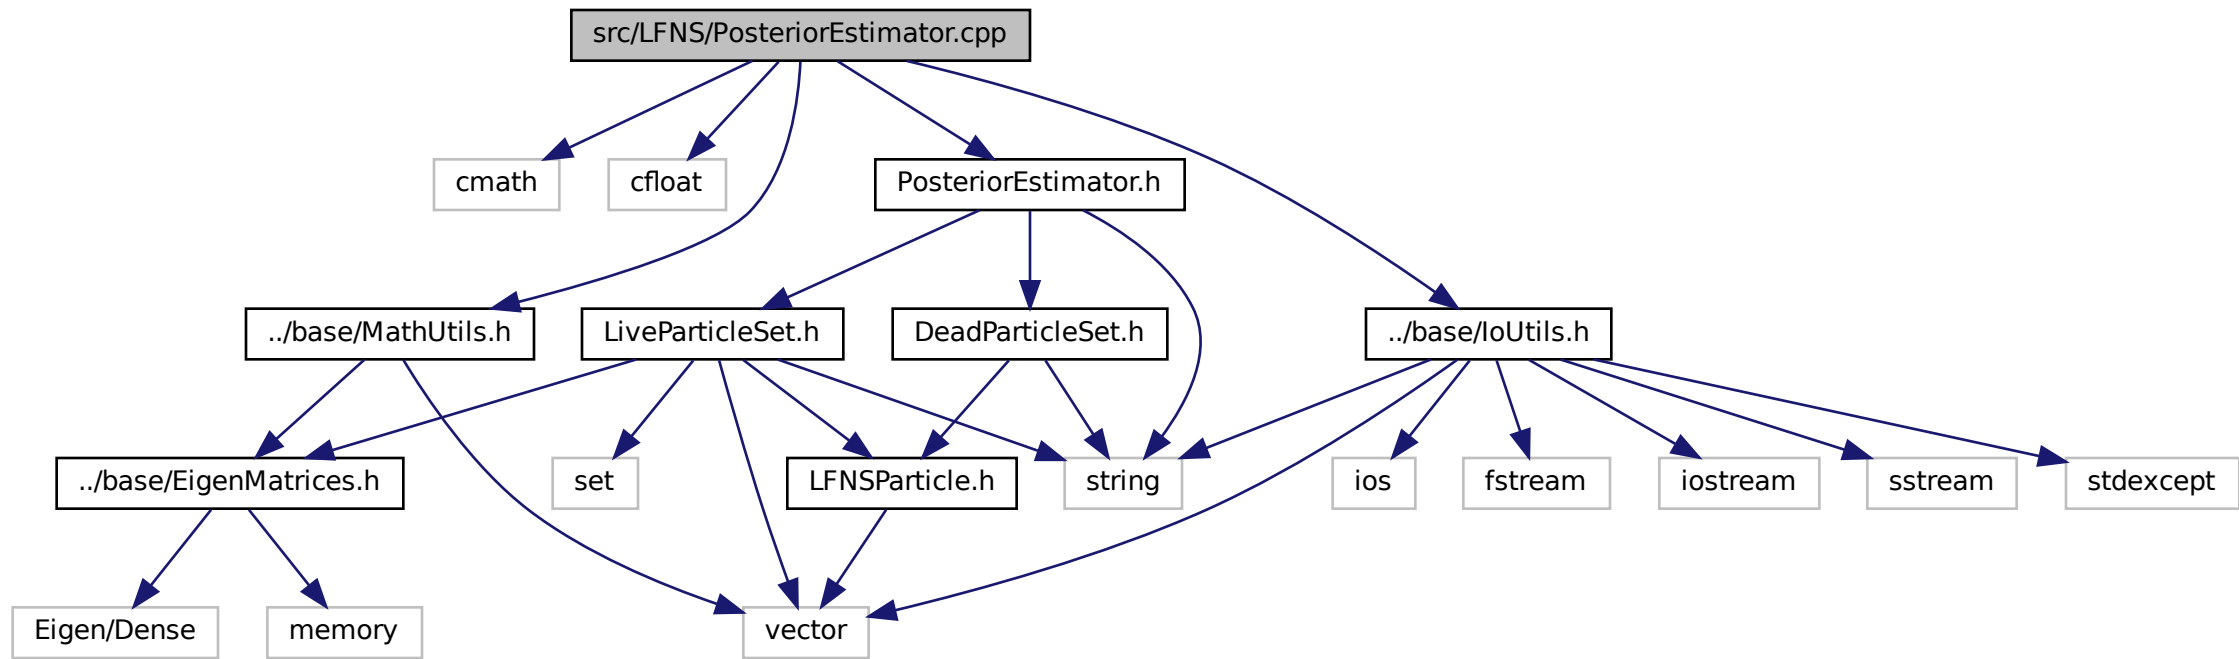 src/LFNS/PosteriorEstimator.cpp
cmath
cfloat
PosteriorEstimator.h
../base/MathUtils.h
LiveParticleSet.h
DeadParticleSet.h
../base/IoUtils.h
../base/EigenMatrices.h
set
LFNSParticle.h
string
ios
fstream
iostream
sstream
stdexcept
Eigen/Dense
memory
vector